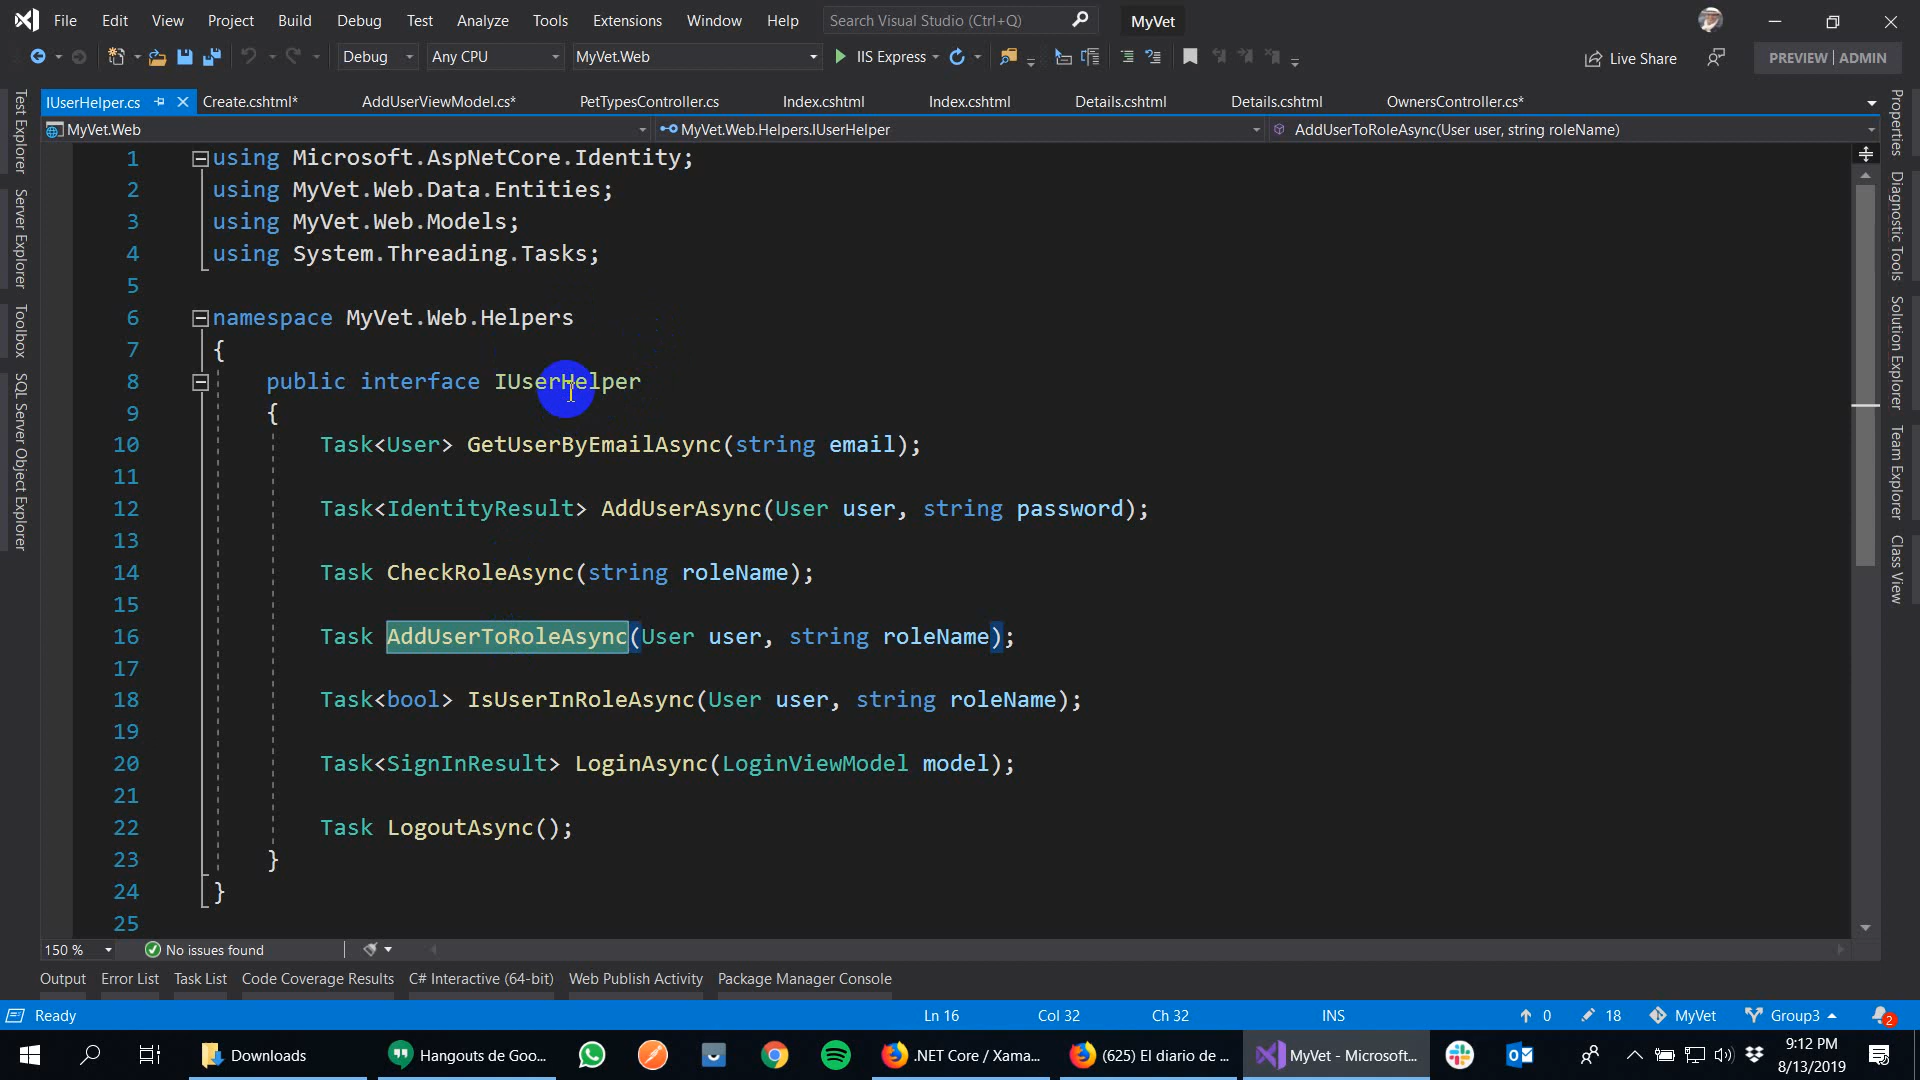 File Edit View Project Build Debug Test Analyze Tools Extensions Window Help Search Visual Studio (Ctrl+Q) MyVet
Debug Any CPU MyVet.Web IIS Express Live Share PREVIEW | ADMIN
IUserHelper.cs Create.cshtml* AddUserViewModel.cs* PetTypesController.cs Index.cshtml Index.cshtml Details.cshtml Details.cshtml OwnersController.cs*
MyVet.Web MyVet.Web.Helpers.IUserHelper AddUserToRoleAsync(User user, string roleName)
Test Explorer
Server Explorer
Toolbox
SQL Server Object Explorer
1 using Microsoft.AspNetCore.Identity;
2 using MyVet.Web.Data.Entities;
3 using MyVet.Web.Models;
4 using System.Threading.Tasks;
5
6 namespace MyVet.Web.Helpers
7 {
8 public interface IUserHelper
9 {
10 Task<User> GetUserByEmailAsync(string email);
11
12 Task<IdentityResult> AddUserAsync(User user, string password);
13
14 Task CheckRoleAsync(string roleName);
15
16 Task AddUserToRoleAsync(User user, string roleName);
17
18 Task<bool> IsUserInRoleAsync(User user, string roleName);
19
20 Task<SignInResult> LoginAsync(LoginViewModel model);
21
22 Task LogoutAsync();
23 }
24 }
25
Properties
Diagnostic Tools
Solution Explorer
Team Explorer
Class View
150 % No issues found
Output Error List Task List Code Coverage Results C# Interactive (64-bit) Web Publish Activity Package Manager Console
Ready Ln 16 Col 32 Ch 32 INS 0 18 MyVet Group3 2
Downloads Hangouts de Goo... .NET Core / Xama... (625) El diario de ... MyVet - Microsoft... 9:12 PM
8/13/2019